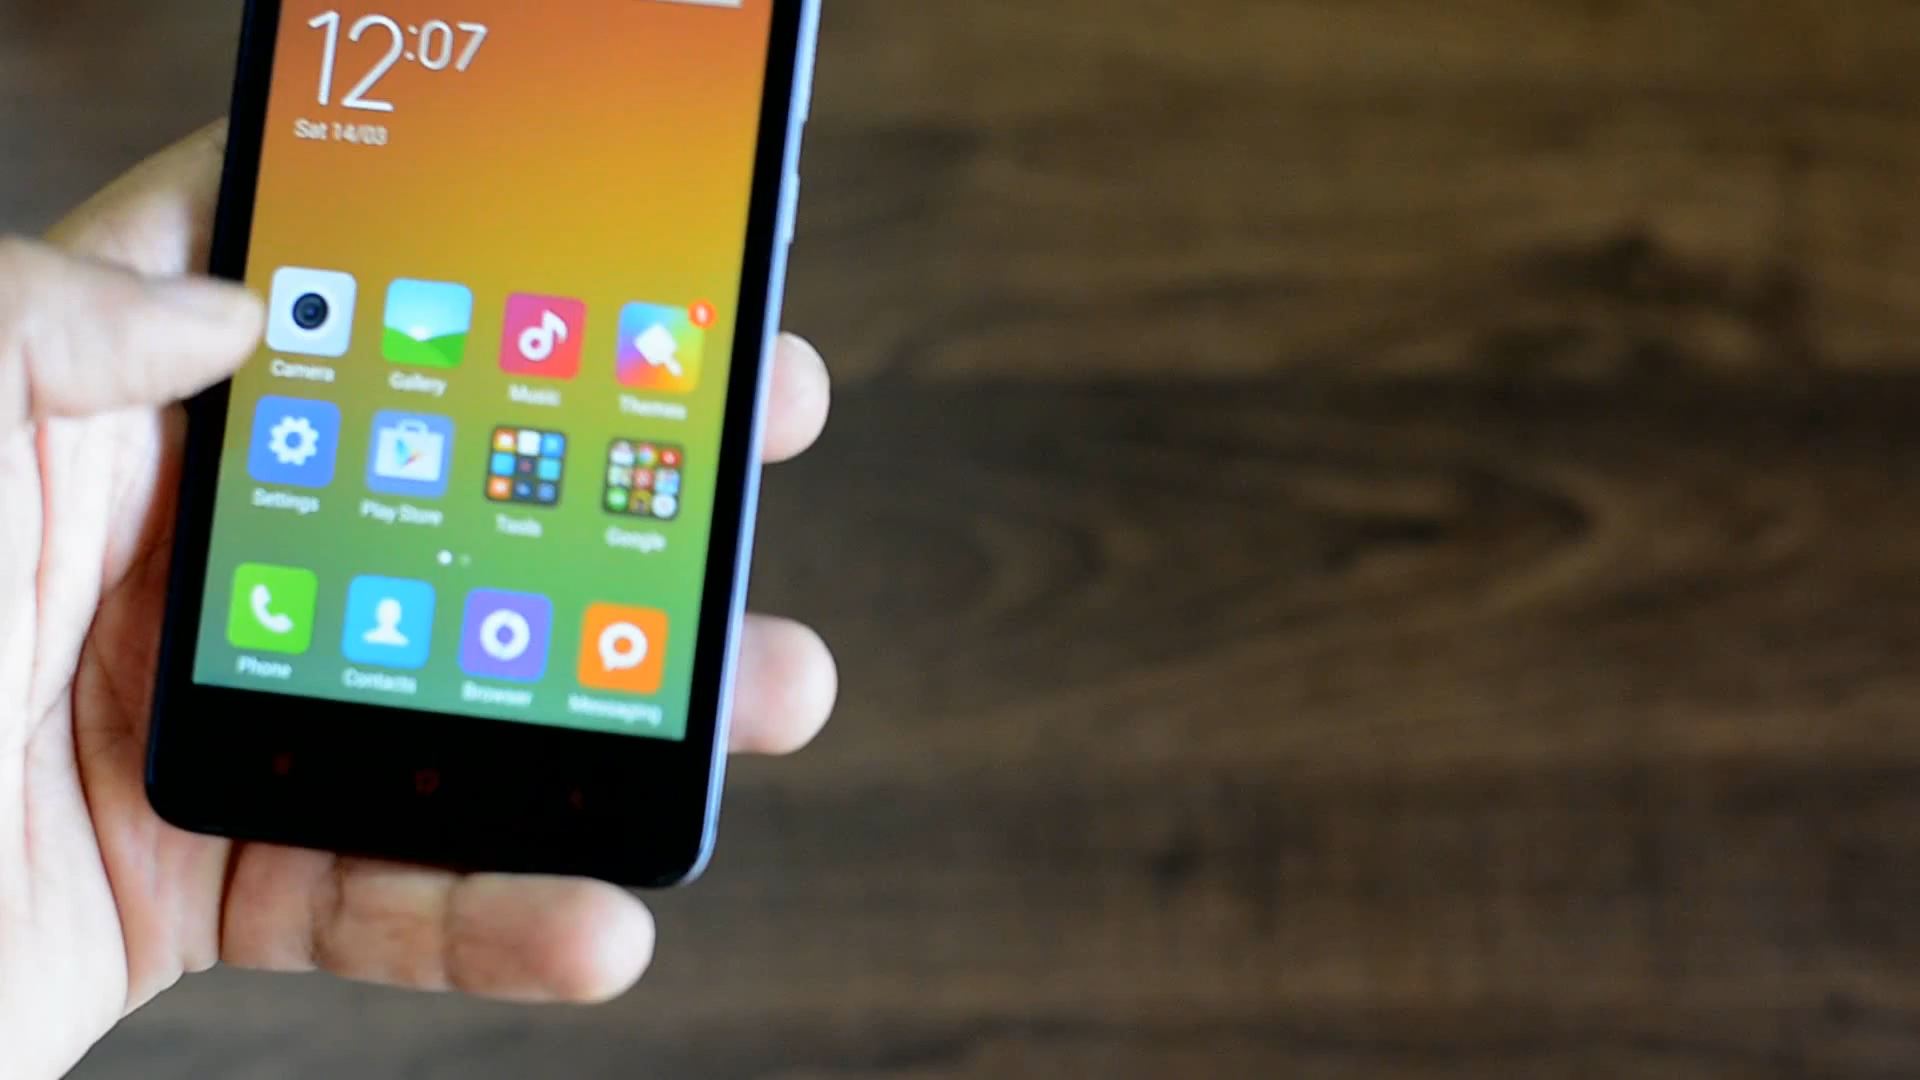 12:07
Sat 14/03
Camera Gallery Music Themes
Settings Play Store Tools Google
Phone Contacts Browser Messaging